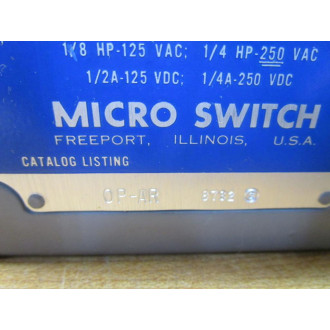 1/8 HP-125 VAC; 1/4 HP-250 VAC
1/2A-125 VDC; 1/4A-250 VDC
MICRO SWITCH
FREEPORT, ILLINOIS, U.S.A.
CATALOG LISTING
OP-AR 8732